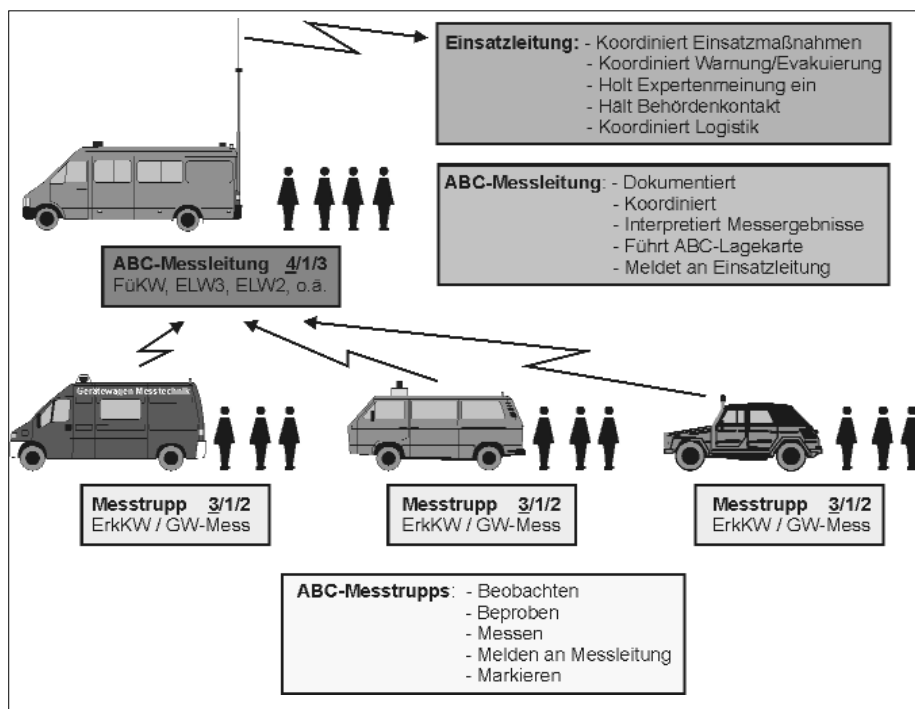 Einsatzleitung: - Koordiniert Einsatzmaßnahmen
- Koordiniert Warnung/Evakuierung
- Holt Expertenmeinung ein
- Hält Behördenkontakt
- Koordiniert Logistik
ABC-Messleitung: - Dokumentiert
- Koordiniert
- Interpretiert Messergebnisse
- Führt ABC-Lagekarte
- Meldet an Einsatzleitung
ABC-Messleitung 4/1/3
FüKW, ELW3, ELW2, o.ä.
Gerätewagen Messtechnik
Messtrupp 3/1/2
ErkKW / GW-Mess
Messtrupp 3/1/2
ErkKW / GW-Mess
Messtrupp 3/1/2
ErkKW / GW-Mess
ABC-Messtrupps: - Beobachten
- Beproben
- Messen
- Melden an Messleitung
- Markieren